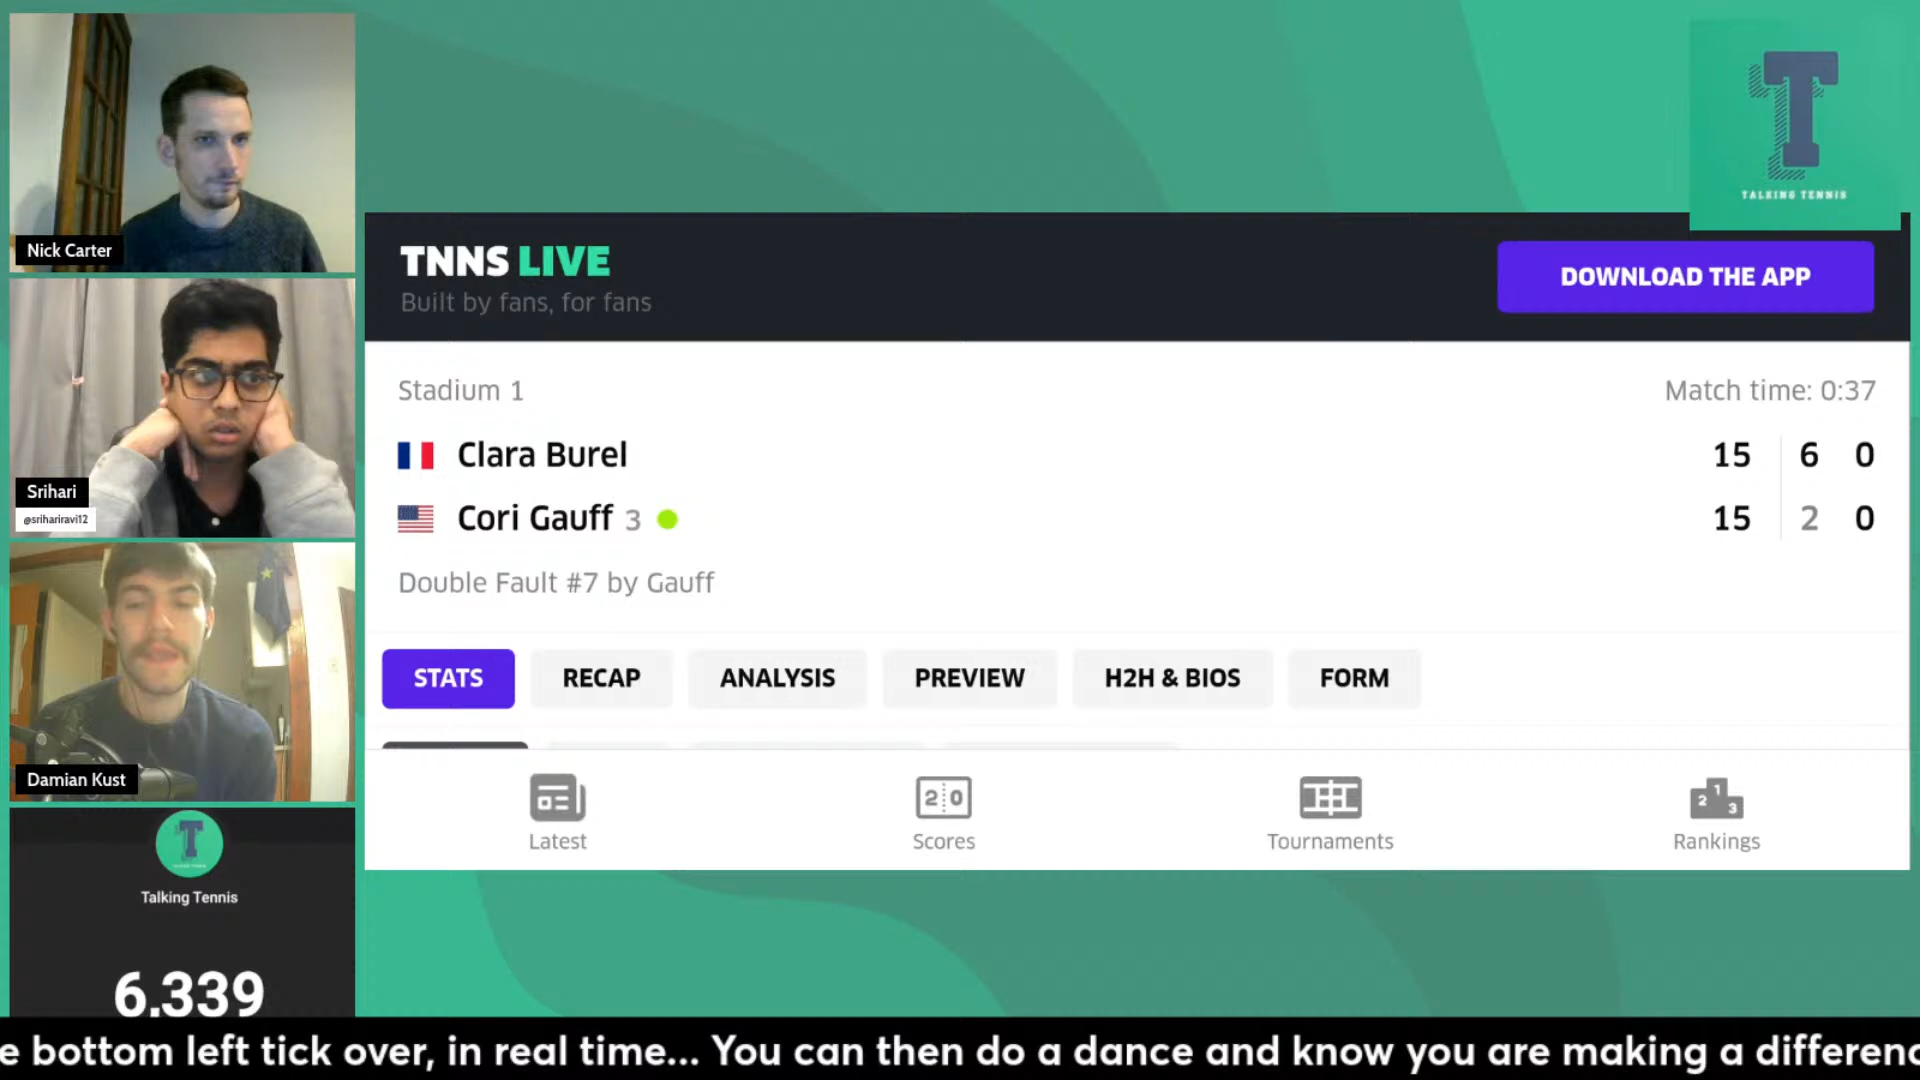 Nick Carter
Srihari
@srihariravi12
Damian Kust
Talking Tennis
6,339
TALKING TENNIS
TNNS LIVE
Built by fans, for fans
DOWNLOAD THE APP
Stadium 1
Match time: 0:37
Clara Burel
15 6 0
Cori Gauff 3
15 2 0
Double Fault #7 by Gauff
STATS
RECAP
ANALYSIS
PREVIEW
H2H & BIOS
FORM
Latest
Scores
Tournaments
Rankings
e bottom left tick over, in real time... You can then do a dance and know you are making a differenc